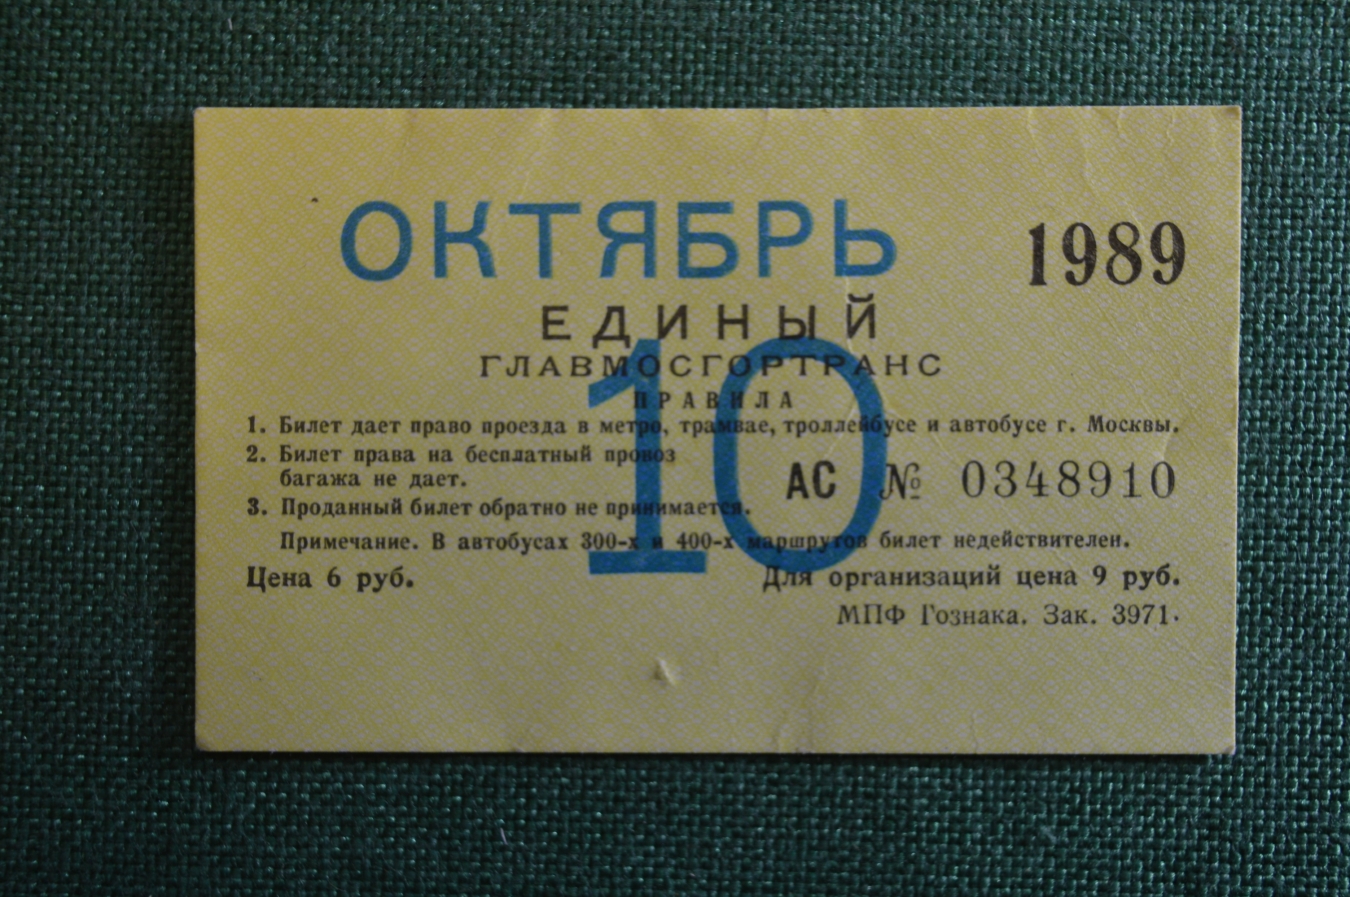 ОКТЯБРЬ 1989
ЕДИНЫЙ
ГЛАВМОСГОРТРАНС
10
ПРАВИЛА
1. Билет дает право проезда в метро, трамвае, троллейбусе и автобусе г. Москвы.
2. Билет права на бесплатный провоз
багажа не дает.
АС № 0348910
3. Проданный билет обратно не принимается.
Примечание. В автобусах 300-х и 400-х маршрутов билет недействителен.
Цена 6 руб. Для организаций цена 9 руб.
МПФ Гознака. Зак. 3971.